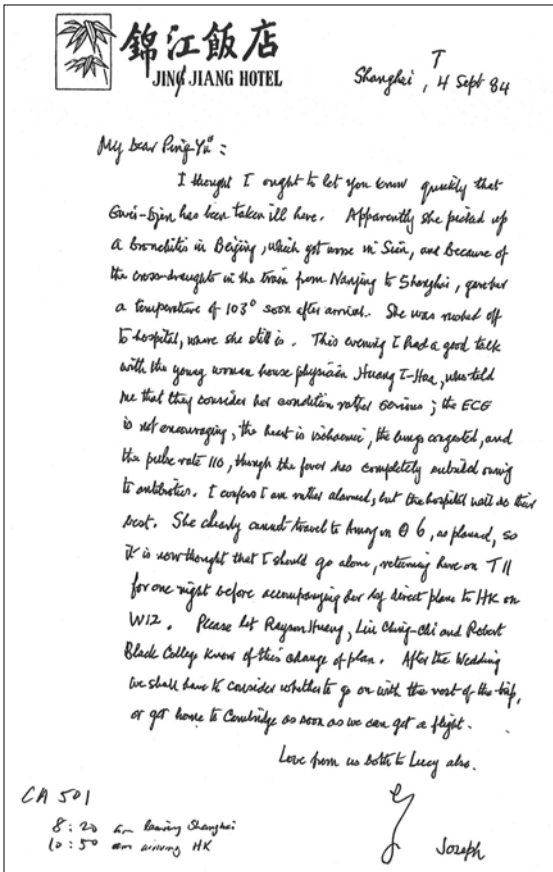 錦江飯店
JING JIANG HOTEL
T
Shanghai, 4 Sept 84
My dear Ping-Yü :
I thought I ought to let you know quickly that
Gwei-Djen has been taken ill here. Apparently she picked up
a bronchitis in Beijing, which got worse in Sian, and because of
the cross-draughts in the train from Nanjing to Shanghai, gave her
a temperature of 103° soon after arrival. She was rushed off
to hospital, where she still is. This evening I had a good talk
with the young woman house physician Huang I-Hua, who told
me that they consider her condition rather serious ; the ECG
is not encouraging, the heart is ischaemic, the lungs congested, and
the pulse rate 110, though the fever has completely subsided owing
to antibiotics. I confess I am rather alarmed, but the hospital will do their
best. She clearly cannot travel to Amoy on 6, as planned, so
it is now thought that I should go alone, returning here on T 11
for one night before accompanying her by direct plane to HK on
W12. Please let Rayson Huang, Liu Ching-Chi and Robert
Black College know of this change of plan. After the Wedding
we shall have to consider whether to go on with the rest of the trip,
or get home to Cambridge as soon as we can get a flight.
Love from us both to Lucy also.
Joseph
CA 501
8:20 am leaving Shanghai
10:50 am arriving HK